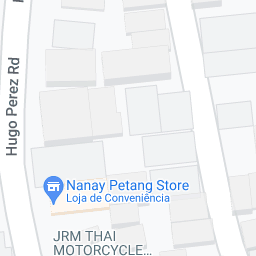 Hugo Perez Rd
Nanay Petang Store
Loja de Conveniência
JRM THAI
MOTORCYCLE...